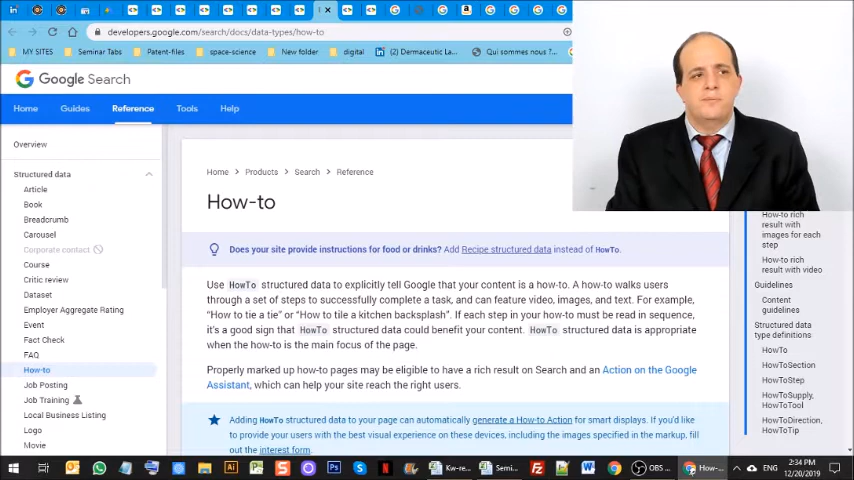 developers.google.com/search/docs/data-types/how-to
MY SITES
Seminar Tabs
Patent-files
space-science
New folder
digital
(2) Dermaceutic La...
Qui sommes nous ?...
Google Search
Home
Guides
Reference
Tools
Help
Overview
Structured data
Article
Book
Breadcrumb
Carousel
Corporate contact
Course
Critic review
Dataset
Employer Aggregate Rating
Event
Fact Check
FAQ
How-to
Job Posting
Job Training
Local Business Listing
Logo
Movie
Home > Products > Search > Reference
How-to
Does your site provide instructions for food or drinks? Add Recipe structured data instead of HowTo.
Use HowTo structured data to explicitly tell Google that your content is a how-to. A how-to walks users
through a set of steps to successfully complete a task, and can feature video, images, and text. For example,
"How to tie a tie" or "How to tile a kitchen backsplash". If each step in your how-to must be read in sequence,
it's a good sign that HowTo structured data could benefit your content. HowTo structured data is appropriate
when the how-to is the main focus of the page.
Properly marked up how-to pages may be eligible to have a rich result on Search and an Action on the Google
Assistant, which can help your site reach the right users.
Adding HowTo structured data to your page can automatically generate a How-to Action for smart displays. If you'd like
to provide your users with the best visual experience on these devices, including the images specified in the markup, fill
out the interest form.
How-to rich
result with
images for each
step
How-to rich
result with video
Guidelines
Content
guidelines
Structured data
type definitions
HowTo
HowToSection
HowToStep
HowToSupply,
HowToTool
HowToDirection,
HowToTip
Kw-re...
Semi...
OBS ...
How-...
ENG
2:34 PM
12/20/2019